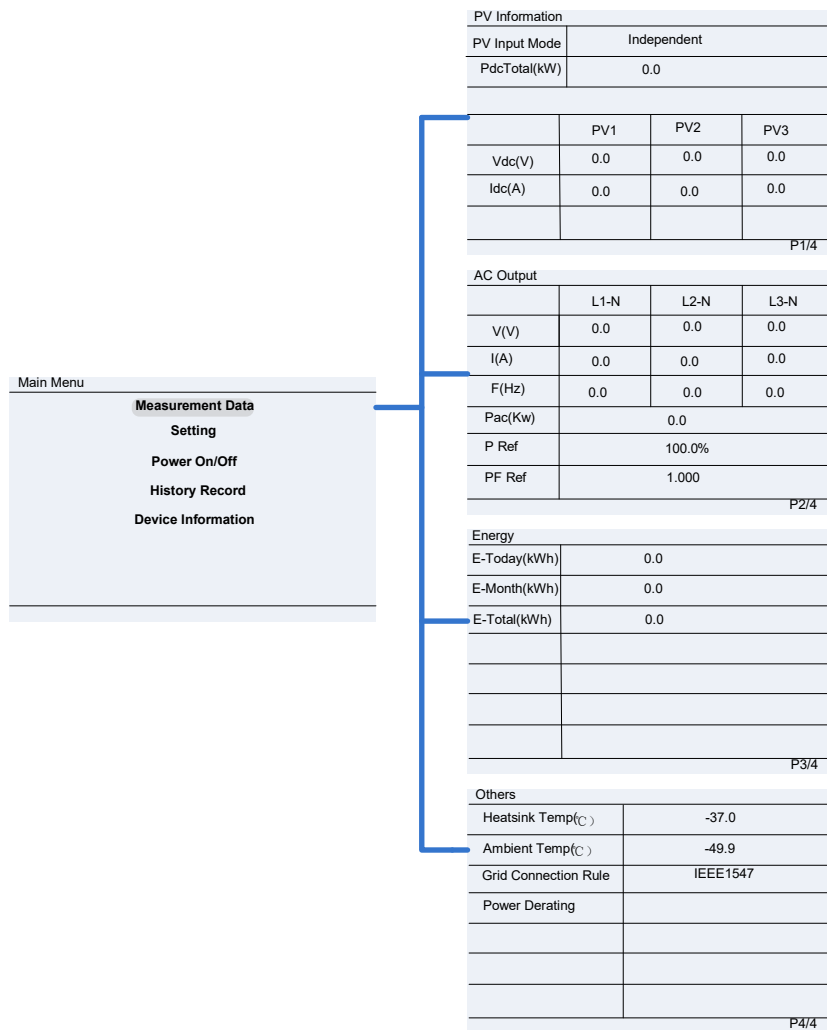 Main Menu
Measurement Data
Setting
Power On/Off
History Record
Device Information
PV Information
PV Input Mode Independent
PdcTotal(kW) 0.0
PV1 PV2 PV3
Vdc(V) 0.0 0.0 0.0
Idc(A) 0.0 0.0 0.0
P1/4
AC Output
L1-N L2-N L3-N
V(V) 0.0 0.0 0.0
I(A) 0.0 0.0 0.0
F(Hz) 0.0 0.0 0.0
Pac(Kw) 0.0
P Ref 100.0%
PF Ref 1.000
P2/4
Energy
E-Today(kWh) 0.0
E-Month(kWh) 0.0
E-Total(kWh) 0.0
P3/4
Others
Heatsink Temp(℃） -37.0
Ambient Temp(℃） -49.9
Grid Connection Rule IEEE1547
Power Derating
P4/4